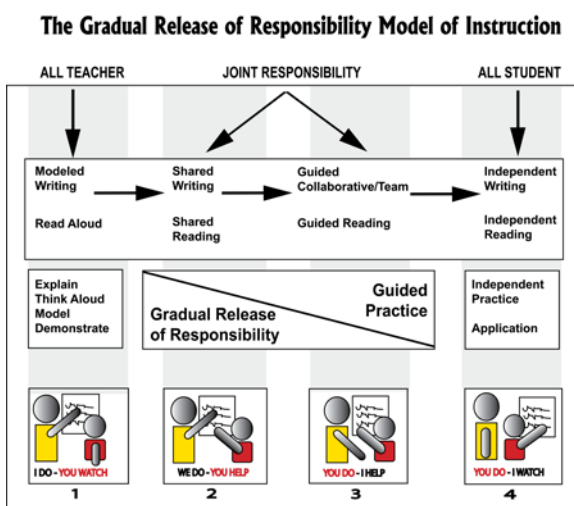 The Gradual Release of Responsibility Model of Instruction
ALL TEACHER
JOINT RESPONSIBILITY
ALL STUDENT
Modeled
Writing
Read Aloud
Shared
Writing
Shared
Reading
Guided
Collaborative/Team
Guided Reading
Independent
Writing
Independent
Reading
Explain
Think Aloud
Model
Demonstrate
Gradual Release
of Responsibility
Guided
Practice
Independent
Practice
Application
I DO - YOU WATCH
WE DO - YOU HELP
YOU DO - I HELP
YOU DO - I WATCH
1
2
3
4